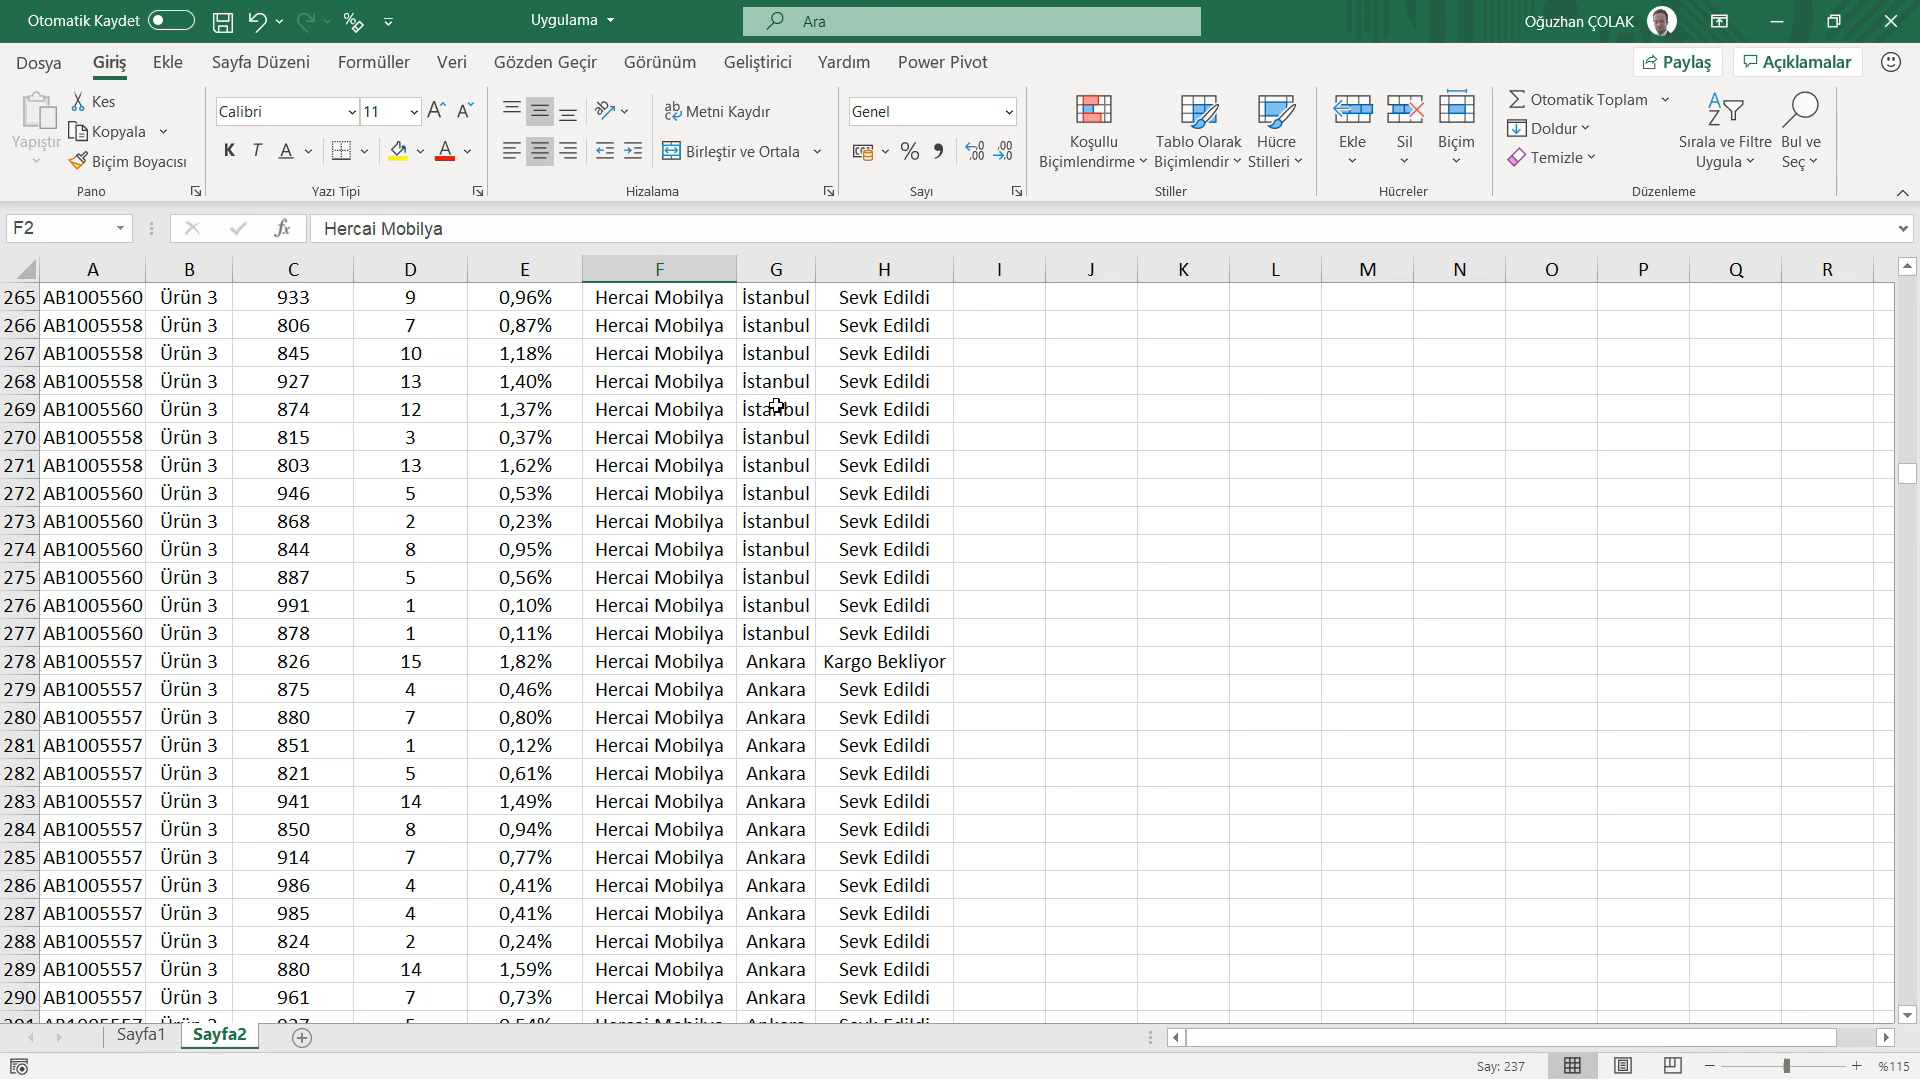 Otomatik Kaydet
Uygulama
Ara
Oğuzhan ÇOLAK
Dosya Giriş Ekle Sayfa Düzeni Formüller Veri Gözden Geçir Görünüm Geliştirici Yardım Power Pivot
Paylaş Açıklamalar
Yapıştır
Kes
Kopyala
Biçim Boyacısı
Pano
Calibri 11
K T A A
Yazı Tipi
Metni Kaydır
Birleştir ve Ortala
Hizalama
Genel
Sayı
Koşullu
Biçimlendirme
Tablo Olarak
Biçimlendir
Hücre
Stilleri
Stiller
Ekle Sil Biçim
Hücreler
Otomatik Toplam
Doldur
Temizle
Sırala ve Filtre
Uygula
Bul ve
Seç
Düzenleme
F2 fx Hercai Mobilya
A B C D E F G H I J K L M N O P Q R
265 AB1005560 Ürün 3 933 9 0,96% Hercai Mobilya İstanbul Sevk Edildi
266 AB1005558 Ürün 3 806 7 0,87% Hercai Mobilya İstanbul Sevk Edildi
267 AB1005558 Ürün 3 845 10 1,18% Hercai Mobilya İstanbul Sevk Edildi
268 AB1005558 Ürün 3 927 13 1,40% Hercai Mobilya İstanbul Sevk Edildi
269 AB1005560 Ürün 3 874 12 1,37% Hercai Mobilya İstanbul Sevk Edildi
270 AB1005558 Ürün 3 815 3 0,37% Hercai Mobilya İstanbul Sevk Edildi
271 AB1005558 Ürün 3 803 13 1,62% Hercai Mobilya İstanbul Sevk Edildi
272 AB1005560 Ürün 3 946 5 0,53% Hercai Mobilya İstanbul Sevk Edildi
273 AB1005560 Ürün 3 868 2 0,23% Hercai Mobilya İstanbul Sevk Edildi
274 AB1005560 Ürün 3 844 8 0,95% Hercai Mobilya İstanbul Sevk Edildi
275 AB1005560 Ürün 3 887 5 0,56% Hercai Mobilya İstanbul Sevk Edildi
276 AB1005560 Ürün 3 991 1 0,10% Hercai Mobilya İstanbul Sevk Edildi
277 AB1005560 Ürün 3 878 1 0,11% Hercai Mobilya İstanbul Sevk Edildi
278 AB1005557 Ürün 3 826 15 1,82% Hercai Mobilya Ankara Kargo Bekliyor
279 AB1005557 Ürün 3 875 4 0,46% Hercai Mobilya Ankara Sevk Edildi
280 AB1005557 Ürün 3 880 7 0,80% Hercai Mobilya Ankara Sevk Edildi
281 AB1005557 Ürün 3 851 1 0,12% Hercai Mobilya Ankara Sevk Edildi
282 AB1005557 Ürün 3 821 5 0,61% Hercai Mobilya Ankara Sevk Edildi
283 AB1005557 Ürün 3 941 14 1,49% Hercai Mobilya Ankara Sevk Edildi
284 AB1005557 Ürün 3 850 8 0,94% Hercai Mobilya Ankara Sevk Edildi
285 AB1005557 Ürün 3 914 7 0,77% Hercai Mobilya Ankara Sevk Edildi
286 AB1005557 Ürün 3 986 4 0,41% Hercai Mobilya Ankara Sevk Edildi
287 AB1005557 Ürün 3 985 4 0,41% Hercai Mobilya Ankara Sevk Edildi
288 AB1005557 Ürün 3 824 2 0,24% Hercai Mobilya Ankara Sevk Edildi
289 AB1005557 Ürün 3 880 14 1,59% Hercai Mobilya Ankara Sevk Edildi
290 AB1005557 Ürün 3 961 7 0,73% Hercai Mobilya Ankara Sevk Edildi
Sayfa1 Sayfa2
Say: 237
%115